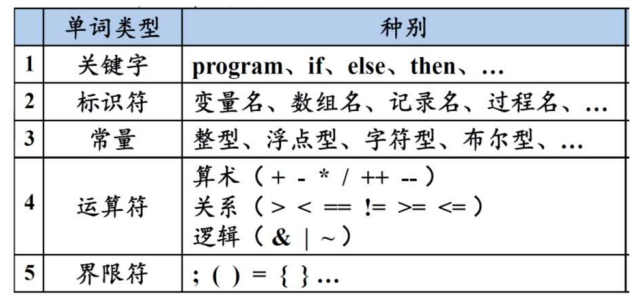 单词类型 种别
1 关键字 program、if、else、then、…
2 标识符 变量名、数组名、记录名、过程名、…
3 常量 整型、浮点型、字符型、布尔型、…
4 运算符 算术（+ - * / ++ --）
关系（> < == != >= <=）
逻辑（& | ~）
5 界限符 ; ( ) = { } …